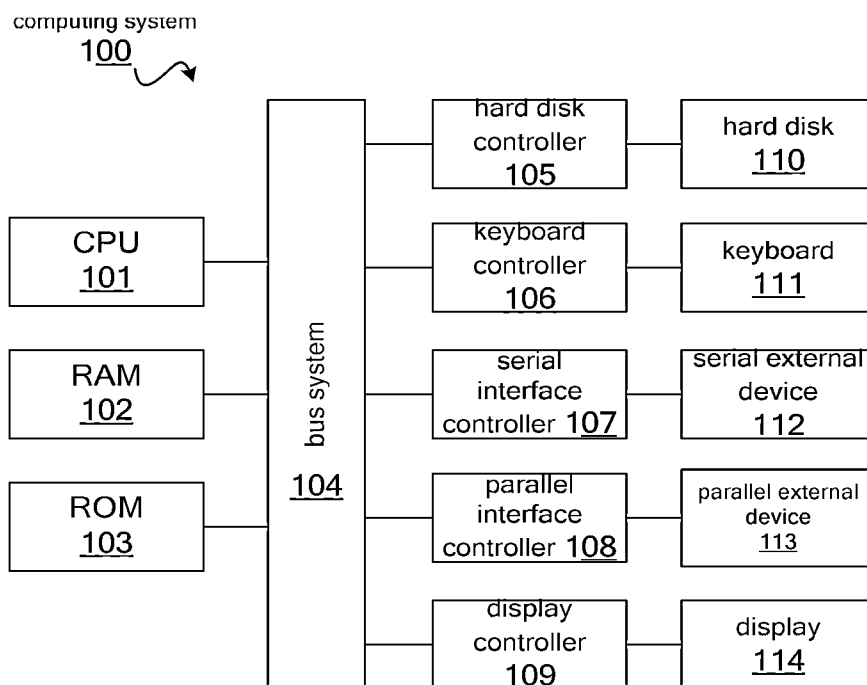 computing system
100
CPU
101
RAM
102
ROM
103
bus system
104
hard disk
controller
105
hard disk
110
keyboard
controller
106
keyboard
111
serial
interface
controller 107
serial external
device
112
parallel
interface
controller 108
parallel external
device
113
display
controller
109
display
114